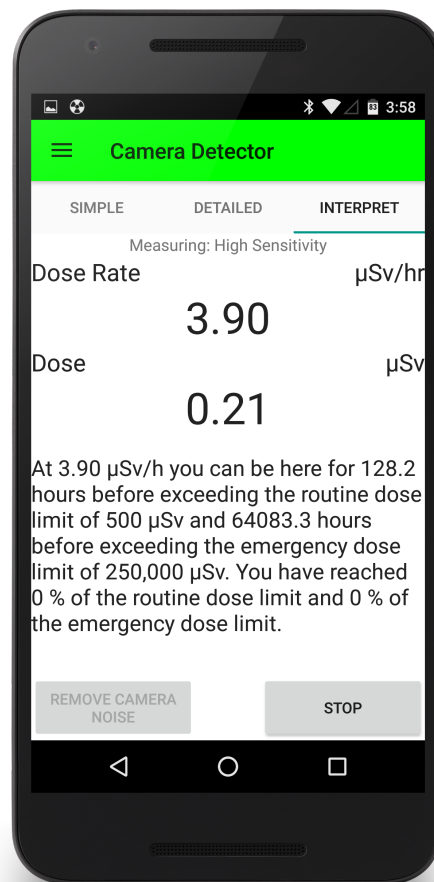 83 3:58
Camera Detector
SIMPLE DETAILED INTERPRET
Measuring: High Sensitivity
Dose Rate µSv/hr
3.90
Dose µSv
0.21
At 3.90 µSv/h you can be here for 128.2
hours before exceeding the routine dose
limit of 500 µSv and 64083.3 hours
before exceeding the emergency dose
limit of 250,000 µSv. You have reached
0 % of the routine dose limit and 0 % of
the emergency dose limit.
REMOVE CAMERA
NOISE
STOP